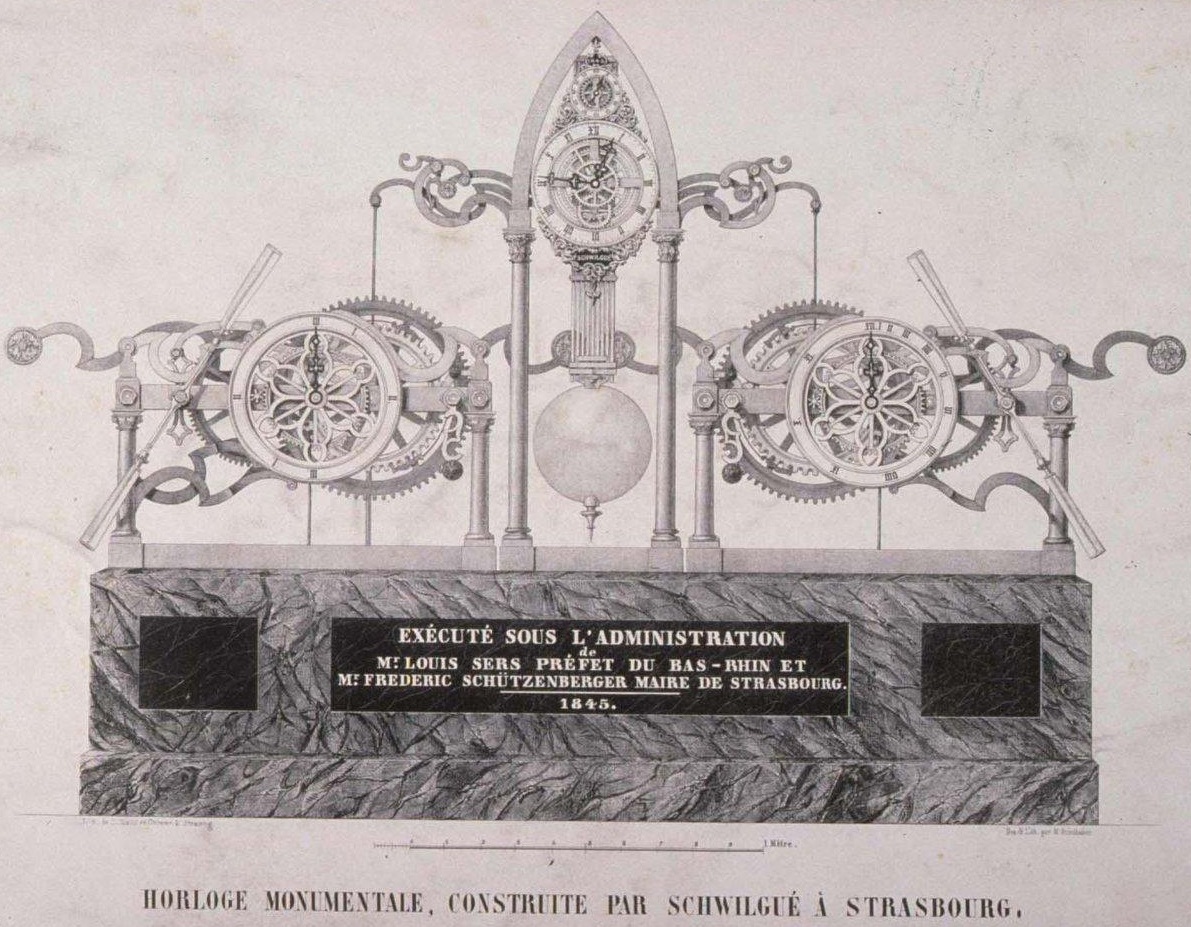 SCHWILGUÉ
EXÉCUTÉ SOUS L'ADMINISTRATION
de
Mr. LOUIS SERS PRÉFET DU BAS-RHIN ET
Mr. FREDERIC SCHÜTZENBERGER MAIRE DE STRASBOURG.
1845.
1 Mètre.
HORLOGE MONUMENTALE, CONSTRUITE PAR SCHWILGUÉ À STRASBOURG.